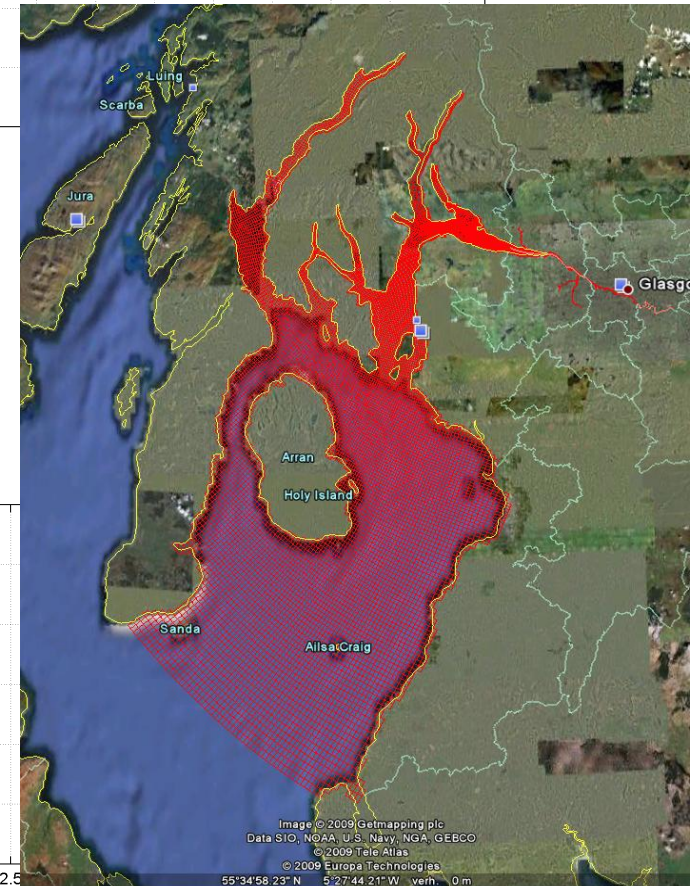 Luing
Scarba
Jura
Glasgo
Arran
Holy Island
Sanda
Ailsa Craig
Image © 2009 Getmapping plc
Data SIO, NOAA, U.S. Navy, NGA, GEBCO
© 2009 Tele Atlas
© 2009 Europa Technologies
2.5
55°34'58.23" N 5°27'44.21" W verh. 0 m